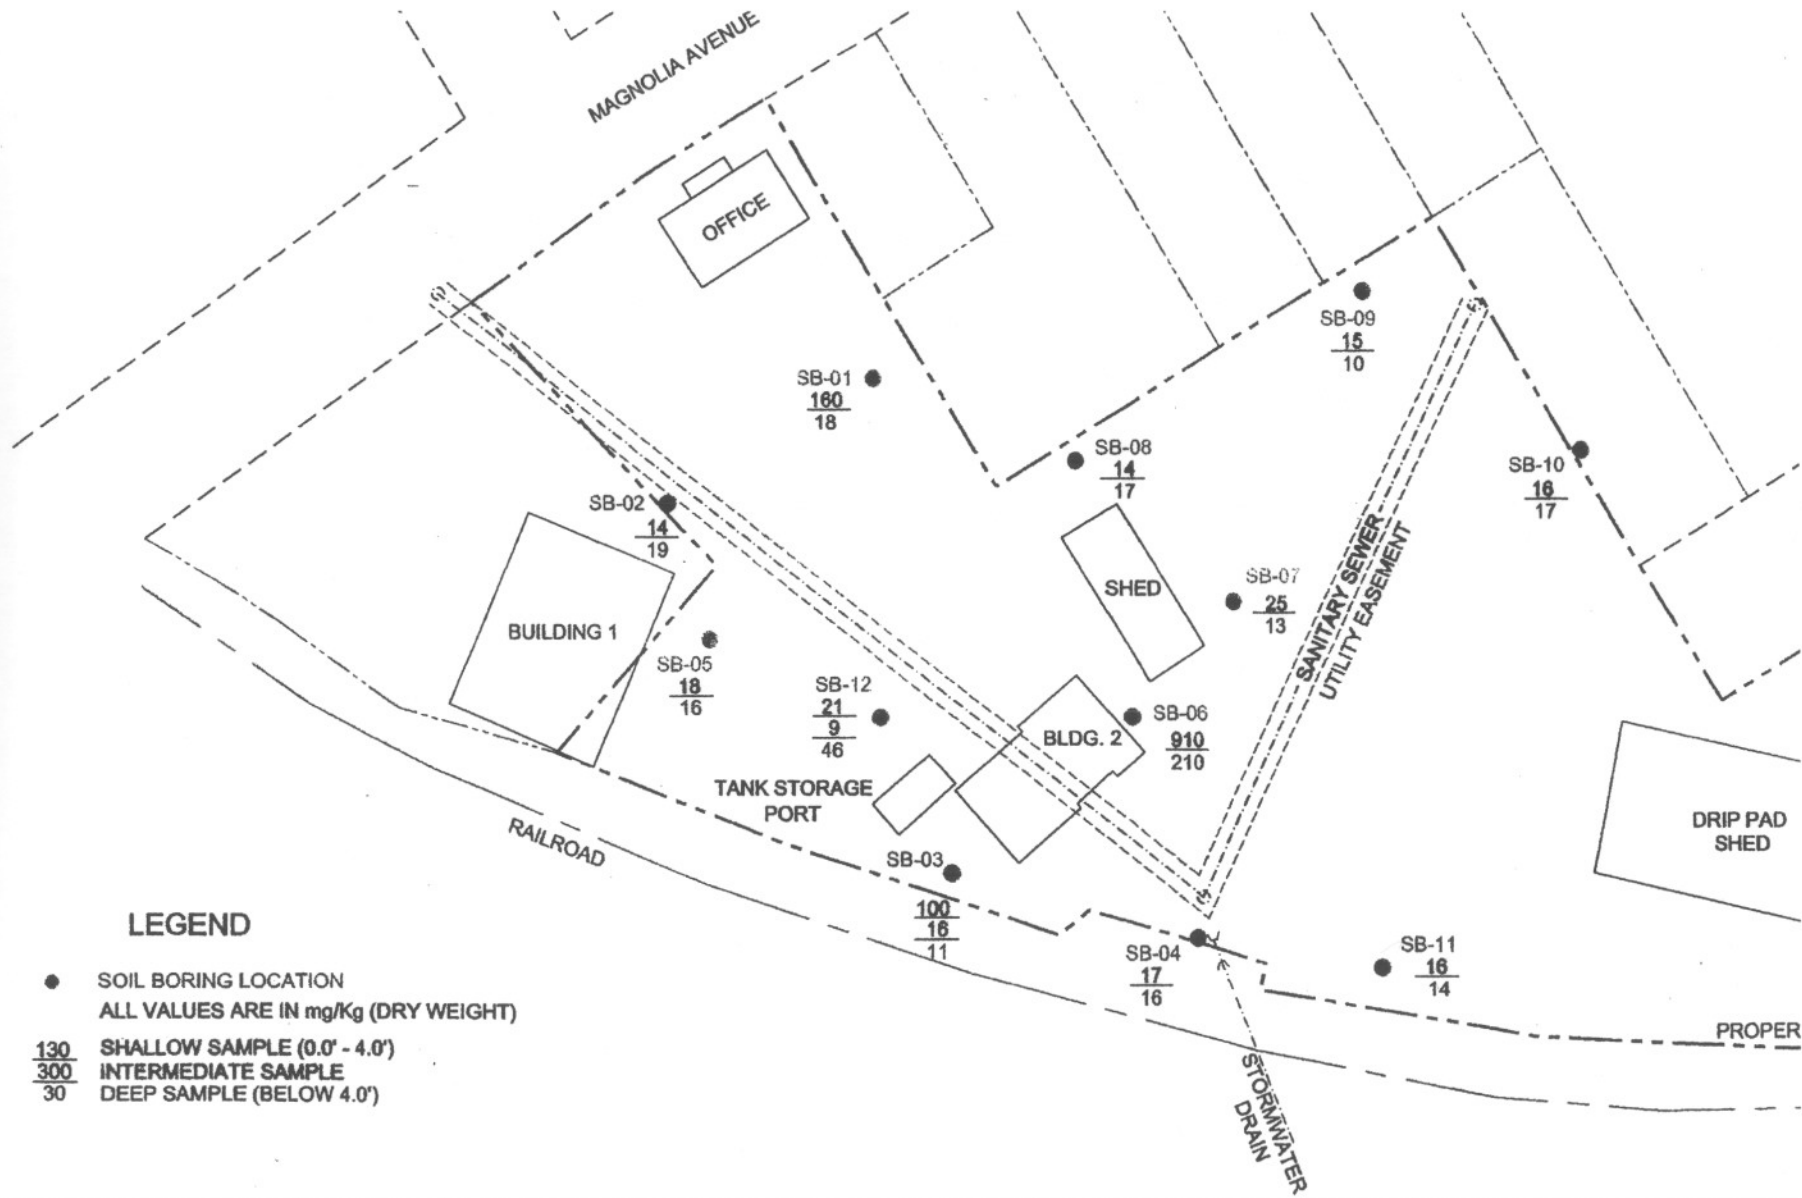 MAGNOLIA AVENUE
OFFICE
SB-01
160
18
SB-09
15
10
SB-08
14
17
SB-10
16
17
SB-02
14
19
SHED
SB-07
25
13
SANITARY SEWER
UTILITY EASEMENT
BUILDING 1
SB-05
18
16
SB-12
21
9
46
BLDG. 2
SB-06
910
210
TANK STORAGE
PORT
DRIP PAD
SHED
RAILROAD
SB-03
100
16
11
SB-04
17
16
SB-11
16
14
PROPER
STORMWATER
DRAIN
LEGEND
SOIL BORING LOCATION
ALL VALUES ARE IN mg/Kg (DRY WEIGHT)
130 SHALLOW SAMPLE (0.0' - 4.0')
300 INTERMEDIATE SAMPLE
30 DEEP SAMPLE (BELOW 4.0')